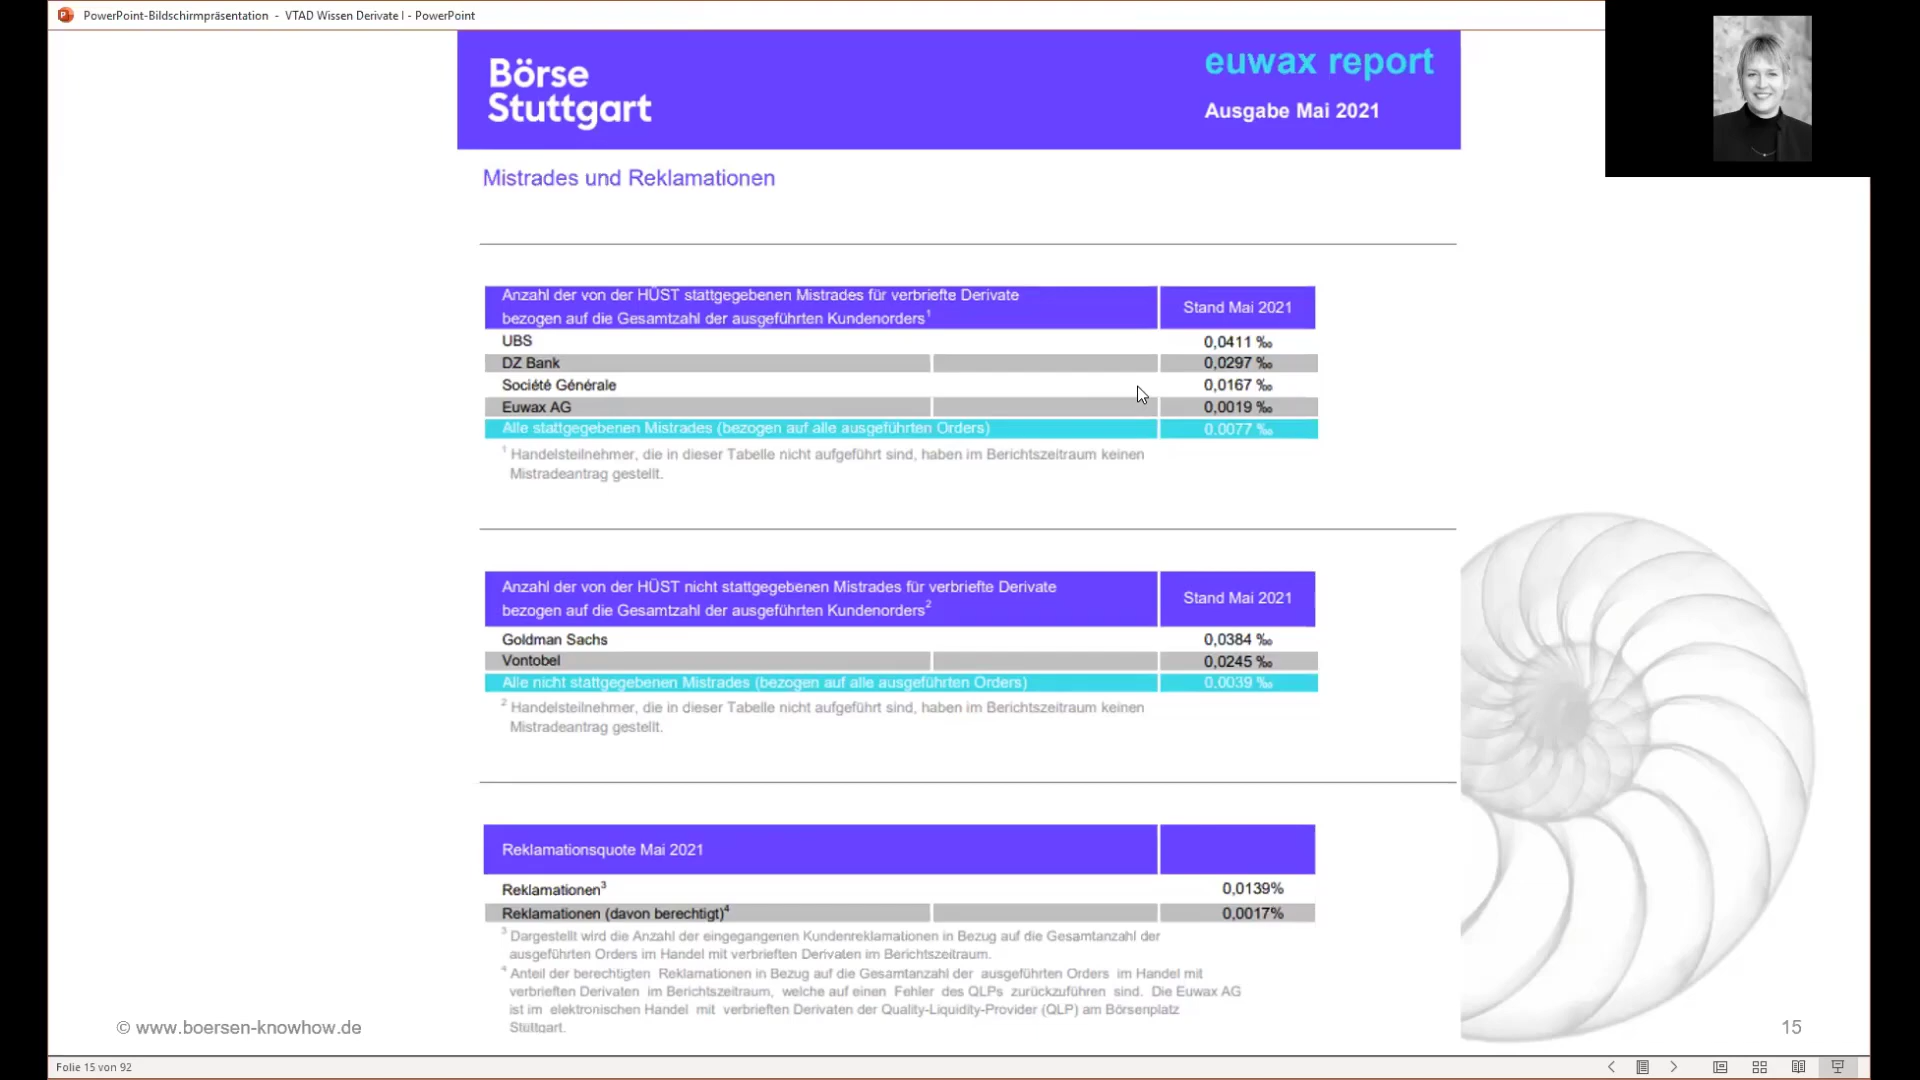 PowerPoint-Bildschirmpräsentation - VTAD Wissen Derivate I - PowerPoint
Börse
Stuttgart
euwax report
Ausgabe Mai 2021
Mistrades und Reklamationen
Anzahl der von der HÜST stattgegebenen Mistrades für verbriefte Derivate
bezogen auf die Gesamtzahl der ausgeführten Kundenorders¹
Stand Mai 2021
UBS 0,0411 ‰
DZ Bank 0,0297 ‰
Société Générale 0,0167 ‰
Euwax AG 0,0019 ‰
Alle stattgegebenen Mistrades (bezogen auf alle ausgeführten Orders) 0.0077 ‰
¹ Handelsteilnehmer, die in dieser Tabelle nicht aufgeführt sind, haben im Berichtszeitraum keinen
Mistradeantrag gestellt.
Anzahl der von der HÜST nicht stattgegebenen Mistrades für verbriefte Derivate
bezogen auf die Gesamtzahl der ausgeführten Kundenorders²
Stand Mai 2021
Goldman Sachs 0,0384 ‰
Vontobel 0,0245 ‰
Alle nicht stattgegebenen Mistrades (bezogen auf alle ausgeführten Orders) 0.0039 ‰
² Handelsteilnehmer, die in dieser Tabelle nicht aufgeführt sind, haben im Berichtszeitraum keinen
Mistradeantrag gestellt.
Reklamationsquote Mai 2021
Reklamationen³ 0,0139%
Reklamationen (davon berechtigt)⁴ 0,0017%
³ Dargestellt wird die Anzahl der eingegangenen Kundenreklamationen in Bezug auf die Gesamtanzahl der
ausgeführten Orders im Handel mit verbrieften Derivaten im Berichtszeitraum.
⁴ Anteil der berechtigten Reklamationen in Bezug auf die Gesamtanzahl der ausgeführten Orders im Handel mit
verbrieften Derivaten im Berichtszeitraum, welche auf einen Fehler des QLPs zurückzuführen sind. Die Euwax AG
ist im elektronischen Handel mit verbrieften Derivaten der Quality-Liquidity-Provider (QLP) am Börsenplatz
Stuttgart.
© www.boersen-knowhow.de
15
Folie 15 von 92